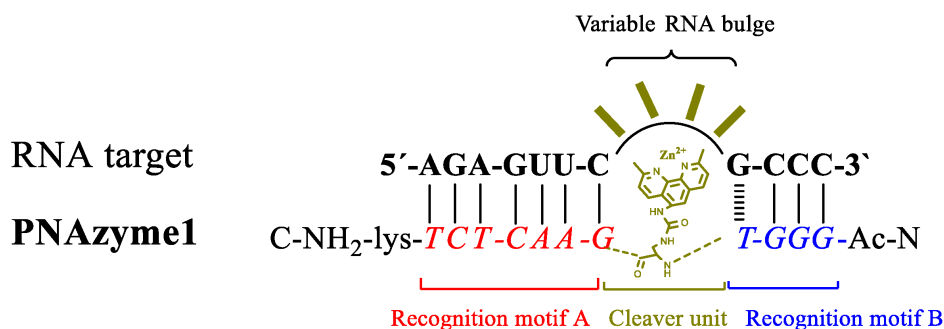 Variable RNA bulge
Zn2+
RNA target
5´-AGA-GUU-C
G-CCC-3`
N
N
HN
O
NH
O
N
H
PNAzyme1
C-NH2-lys-TCT-CAA-G
T-GGG-Ac-N
Recognition motif A
Cleaver unit
Recognition motif B